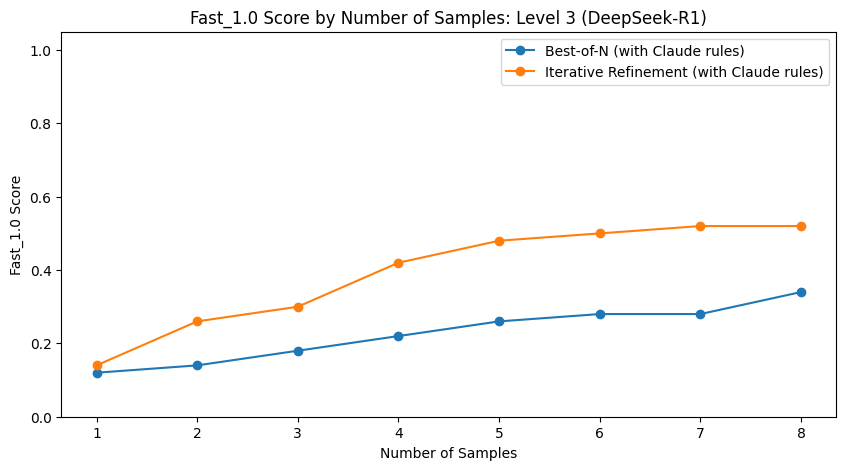 Fast_1.0 Score by Number of Samples: Level 3 (DeepSeek-R1)
Best-of-N (with Claude rules)
Iterative Refinement (with Claude rules)
Fast_1.0 Score
1.0
0.8
0.6
0.4
0.2
0.0
1 2 3 4 5 6 7 8
Number of Samples